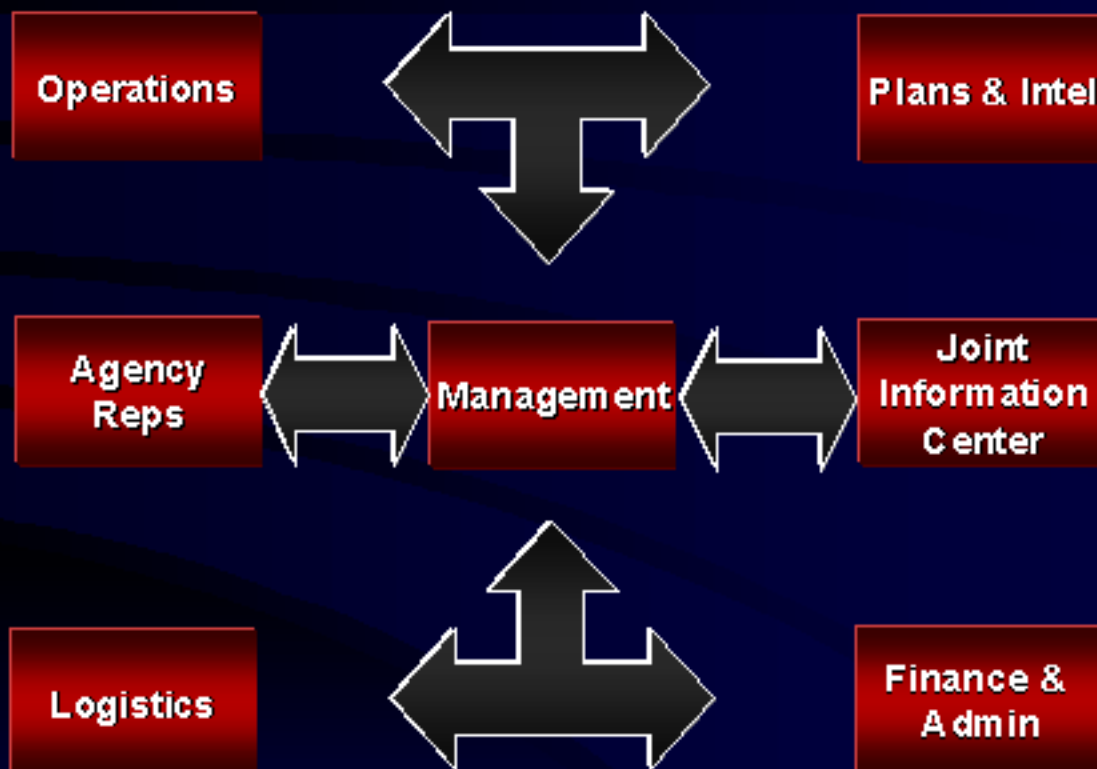 Operations
Plans & Intel
Agency
Reps
Management
Joint
Information
Center
Logistics
Finance &
Admin